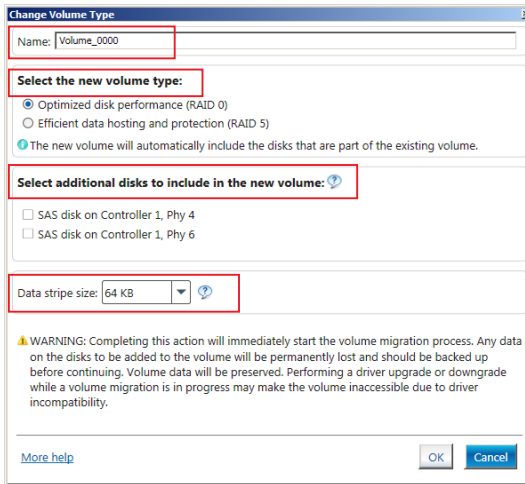 Change Volume Type
Name: Volume_0000
Select the new volume type:
Optimized disk performance (RAID 0)
Efficient data hosting and protection (RAID 5)
The new volume will automatically include the disks that are part of the existing volume.
Select additional disks to include in the new volume:
SAS disk on Controller 1, Phy 4
SAS disk on Controller 1, Phy 6
Data stripe size: 64 KB
WARNING: Completing this action will immediately start the volume migration process. Any data
on the disks to be added to the volume will be permanently lost and should be backed up
before continuing. Volume data will be preserved. Performing a driver upgrade or downgrade
while a volume migration is in progress may make the volume inaccessible due to driver
incompatibility.
More help OK Cancel